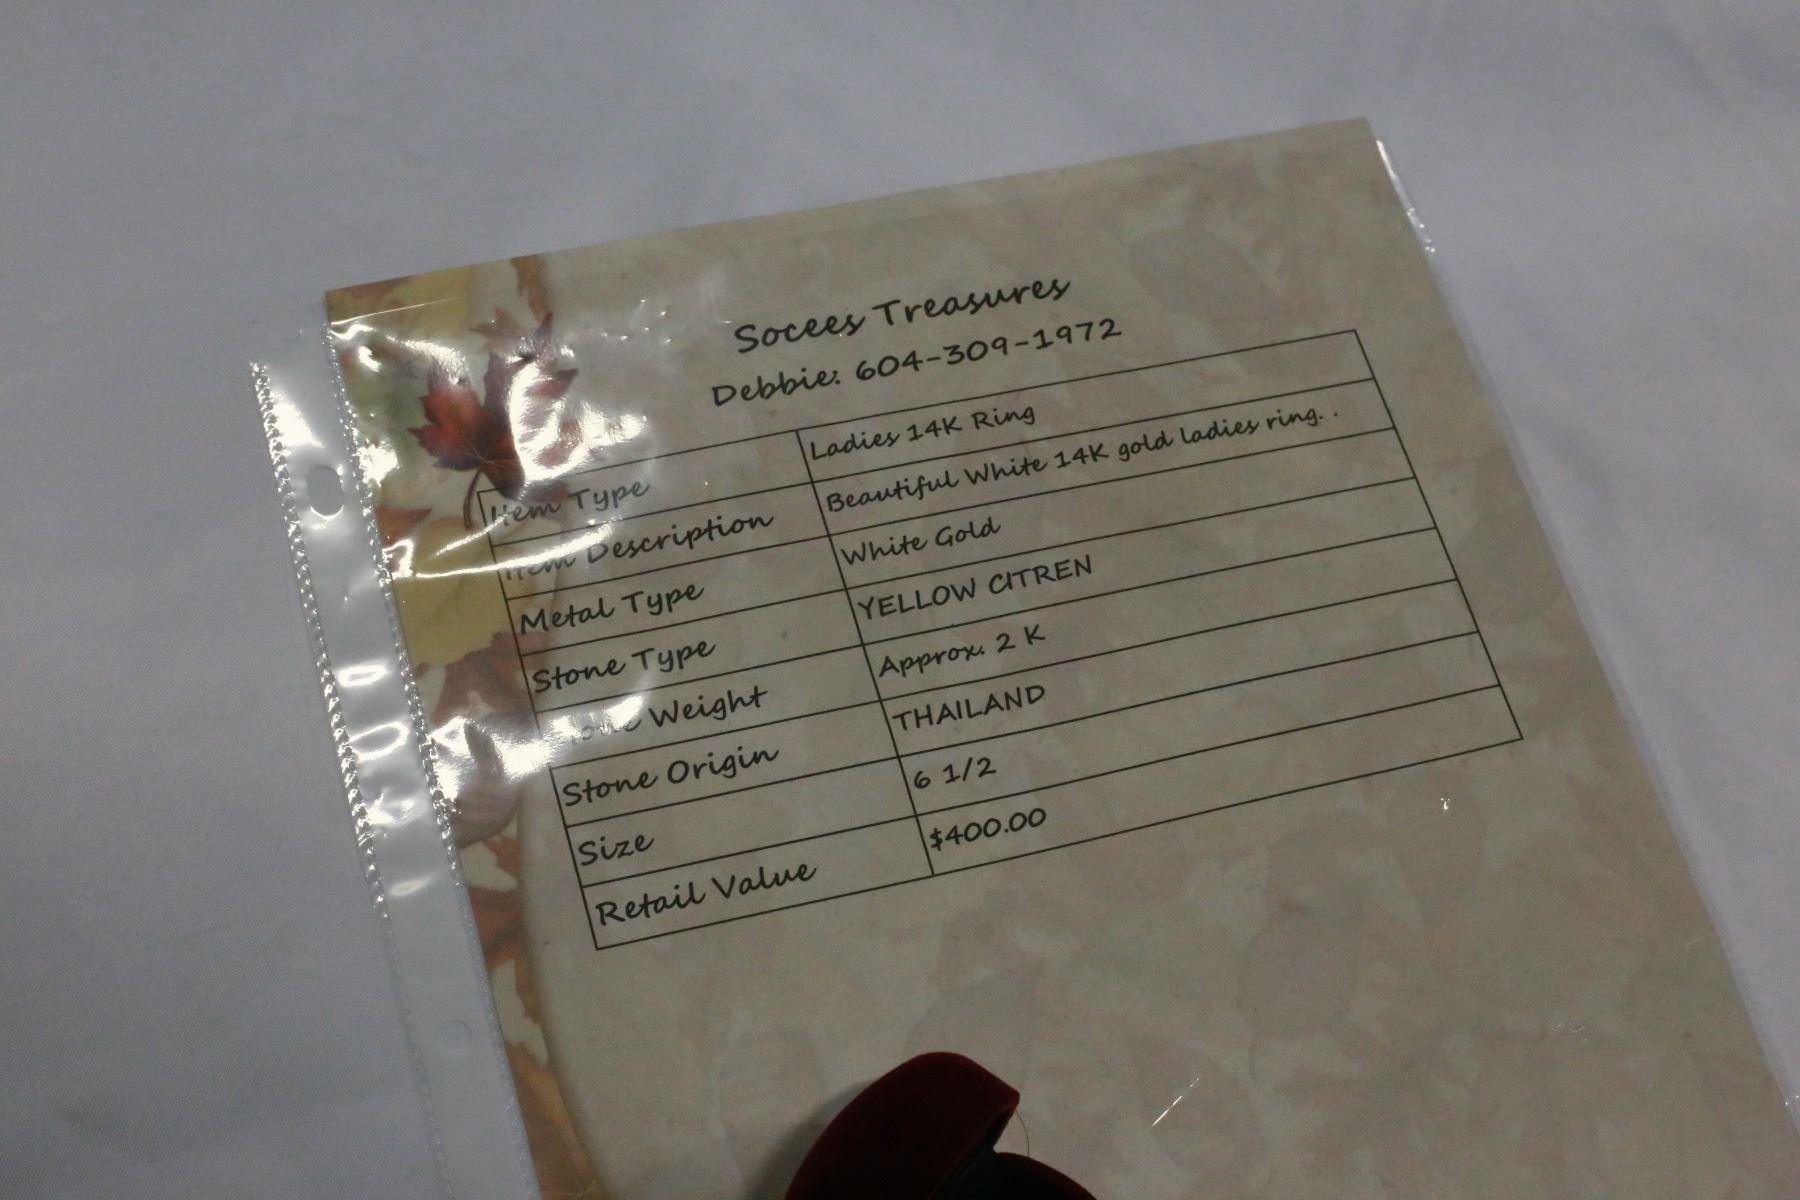 Socees Treasures
Debbie: 604-309-1972
Item Type Ladies 14K Ring
Item Description Beautiful White 14K gold ladies ring. .
Metal Type White Gold
Stone Type YELLOW CITREN
Stone Weight Approx. 2 K
Stone Origin THAILAND
Size 6 1/2
Retail Value $400.00